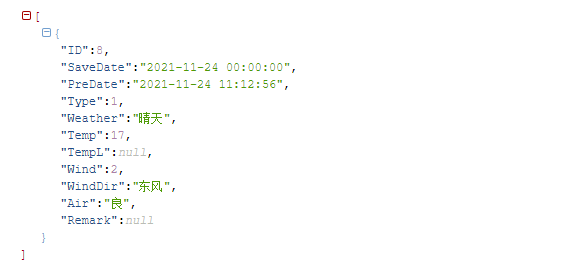 [
{
"ID":8,
"SaveDate":"2021-11-24 00:00:00",
"PreDate":"2021-11-24 11:12:56",
"Type":1,
"Weather":"晴天",
"Temp":17,
"TempL":null,
"Wind":2,
"WindDir":"东风",
"Air":"良",
"Remark":null
}
]